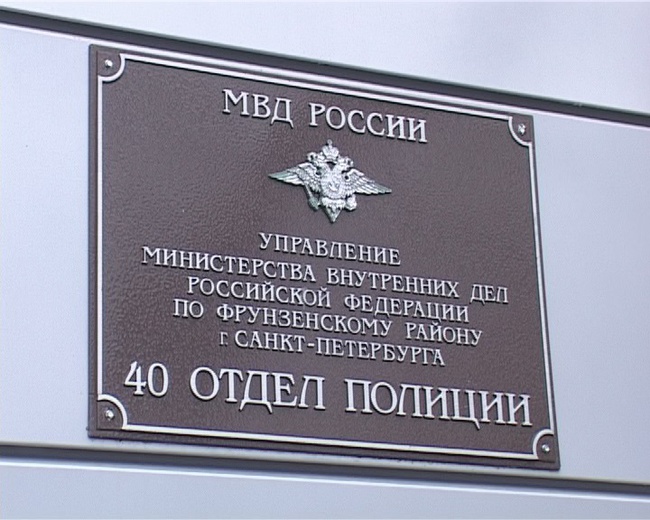 МВД РОССИИ
УПРАВЛЕНИЕ
МИНИСТЕРСТВА ВНУТРЕННИХ ДЕЛ
РОССИЙСКОЙ ФЕДЕРАЦИИ
ПО ФРУНЗЕНСКОМУ РАЙОНУ
Г. САНКТ-ПЕТЕРБУРГА
40 ОТДЕЛ ПОЛИЦИИ